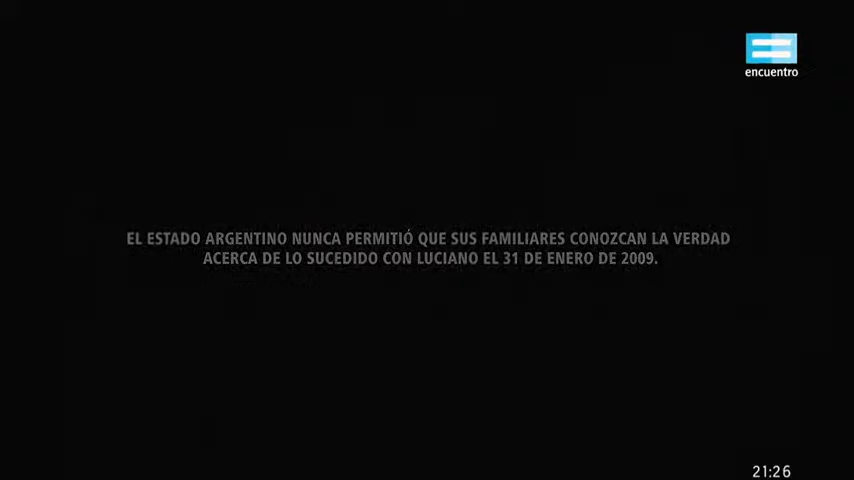 encuentro
EL ESTADO ARGENTINO NUNCA PERMITIÓ QUE SUS FAMILIARES CONOZCAN LA VERDAD
ACERCA DE LO SUCEDIDO CON LUCIANO EL 31 DE ENERO DE 2009.
21:26